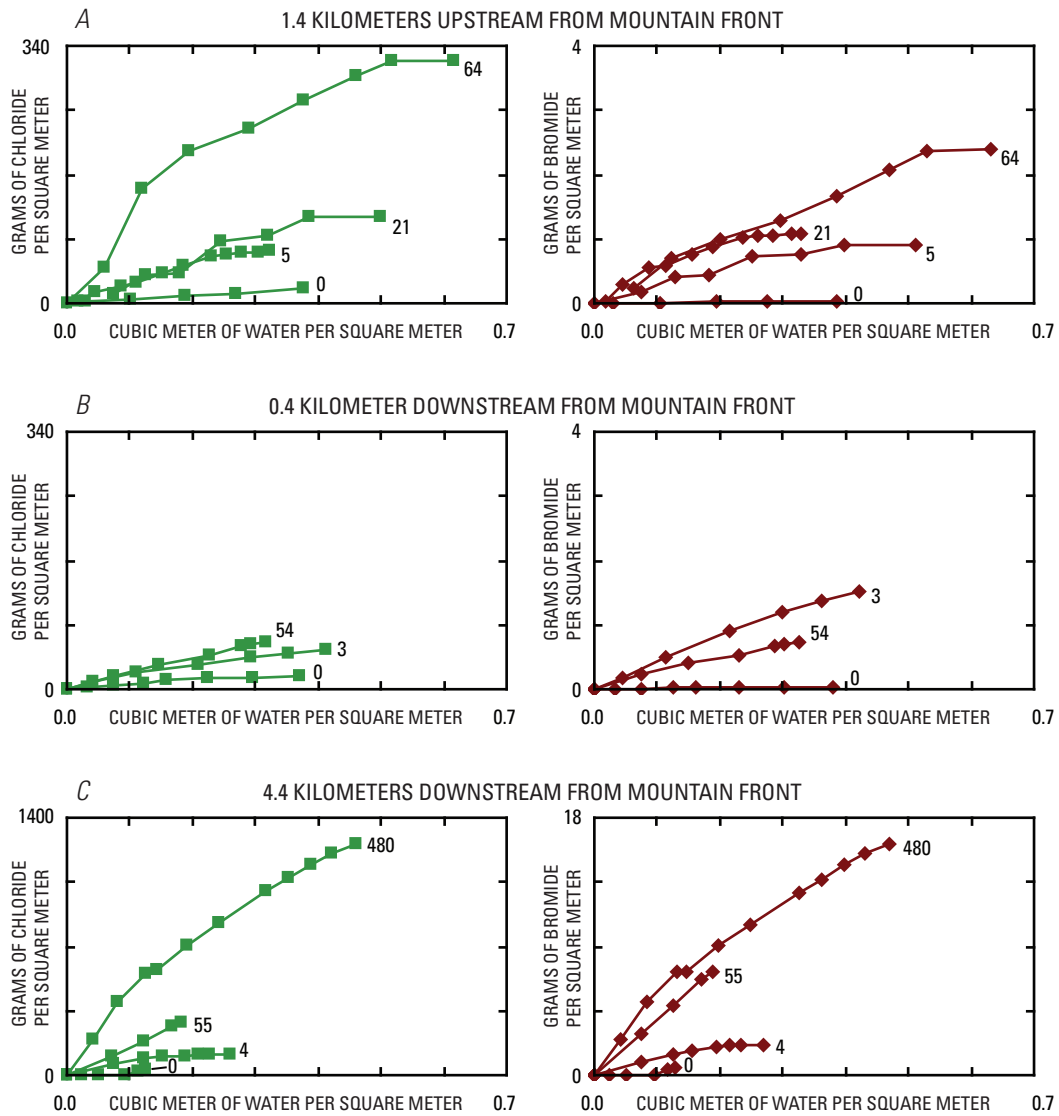 A 1.4 KILOMETERS UPSTREAM FROM MOUNTAIN FRONT
GRAMS OF CHLORIDE
PER SQUARE METER
340
0
64
21
5
0
0.0 CUBIC METER OF WATER PER SQUARE METER 0.7
GRAMS OF BROMIDE
PER SQUARE METER
4
0
64
21
5
0
0.0 CUBIC METER OF WATER PER SQUARE METER 0.7
B 0.4 KILOMETER DOWNSTREAM FROM MOUNTAIN FRONT
GRAMS OF CHLORIDE
PER SQUARE METER
340
0
54
3
0
0.0 CUBIC METER OF WATER PER SQUARE METER 0.7
GRAMS OF BROMIDE
PER SQUARE METER
4
0
3
54
0
0.0 CUBIC METER OF WATER PER SQUARE METER 0.7
C 4.4 KILOMETERS DOWNSTREAM FROM MOUNTAIN FRONT
GRAMS OF CHLORIDE
PER SQUARE METER
1400
0
480
55
4
0
0.0 CUBIC METER OF WATER PER SQUARE METER 0.7
GRAMS OF BROMIDE
PER SQUARE METER
18
0
480
55
4
0
0.0 CUBIC METER OF WATER PER SQUARE METER 0.7